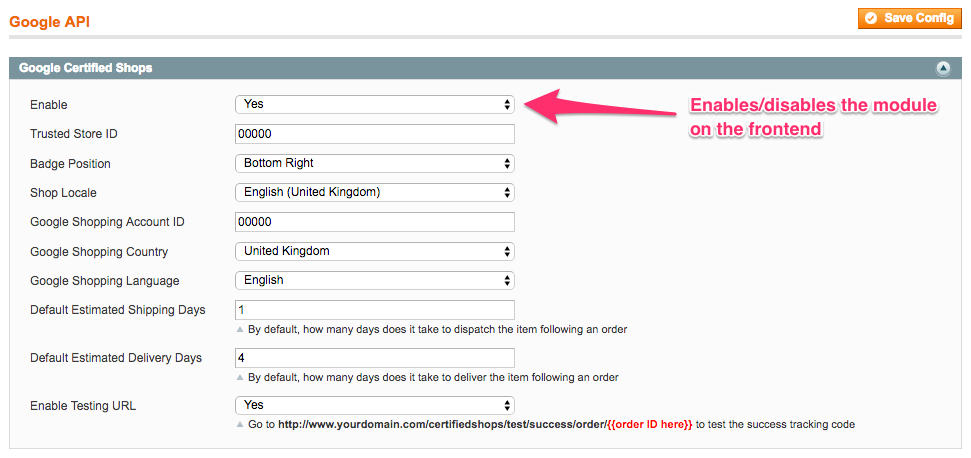 Google API
Save Config
Google Certified Shops
Enable
Yes
Enables/disables the module
on the frontend
Trusted Store ID
00000
Badge Position
Bottom Right
Shop Locale
English (United Kingdom)
Google Shopping Account ID
00000
Google Shopping Country
United Kingdom
Google Shopping Language
English
Default Estimated Shipping Days
1
By default, how many days does it take to dispatch the item following an order
Default Estimated Delivery Days
4
By default, how many days does it take to deliver the item following an order
Enable Testing URL
Yes
Go to http://www.yourdomain.com/certifiedshops/test/success/order/{{order ID here}} to test the success tracking code